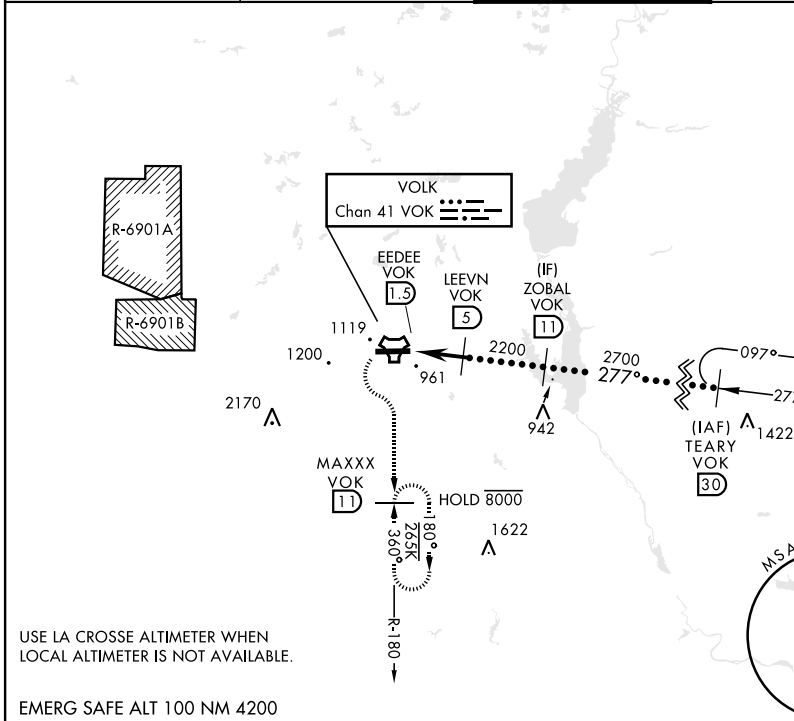 VOLK
Chan 41 VOK
R-6901A
R-6901B
EEDEE
VOK
1.5
LEEVN
VOK
5
(IF)
ZOBAL
VOK
11
1119
1200
961
2170
2200
2700
277°
942
097°
(IAF)
TEARY
VOK
30
1422
MAXXX
VOK
11
HOLD 8000
180°
265K
360°
1622
R-180
MSA
USE LA CROSSE ALTIMETER WHEN
LOCAL ALTIMETER IS NOT AVAILABLE.
EMERG SAFE ALT 100 NM 4200